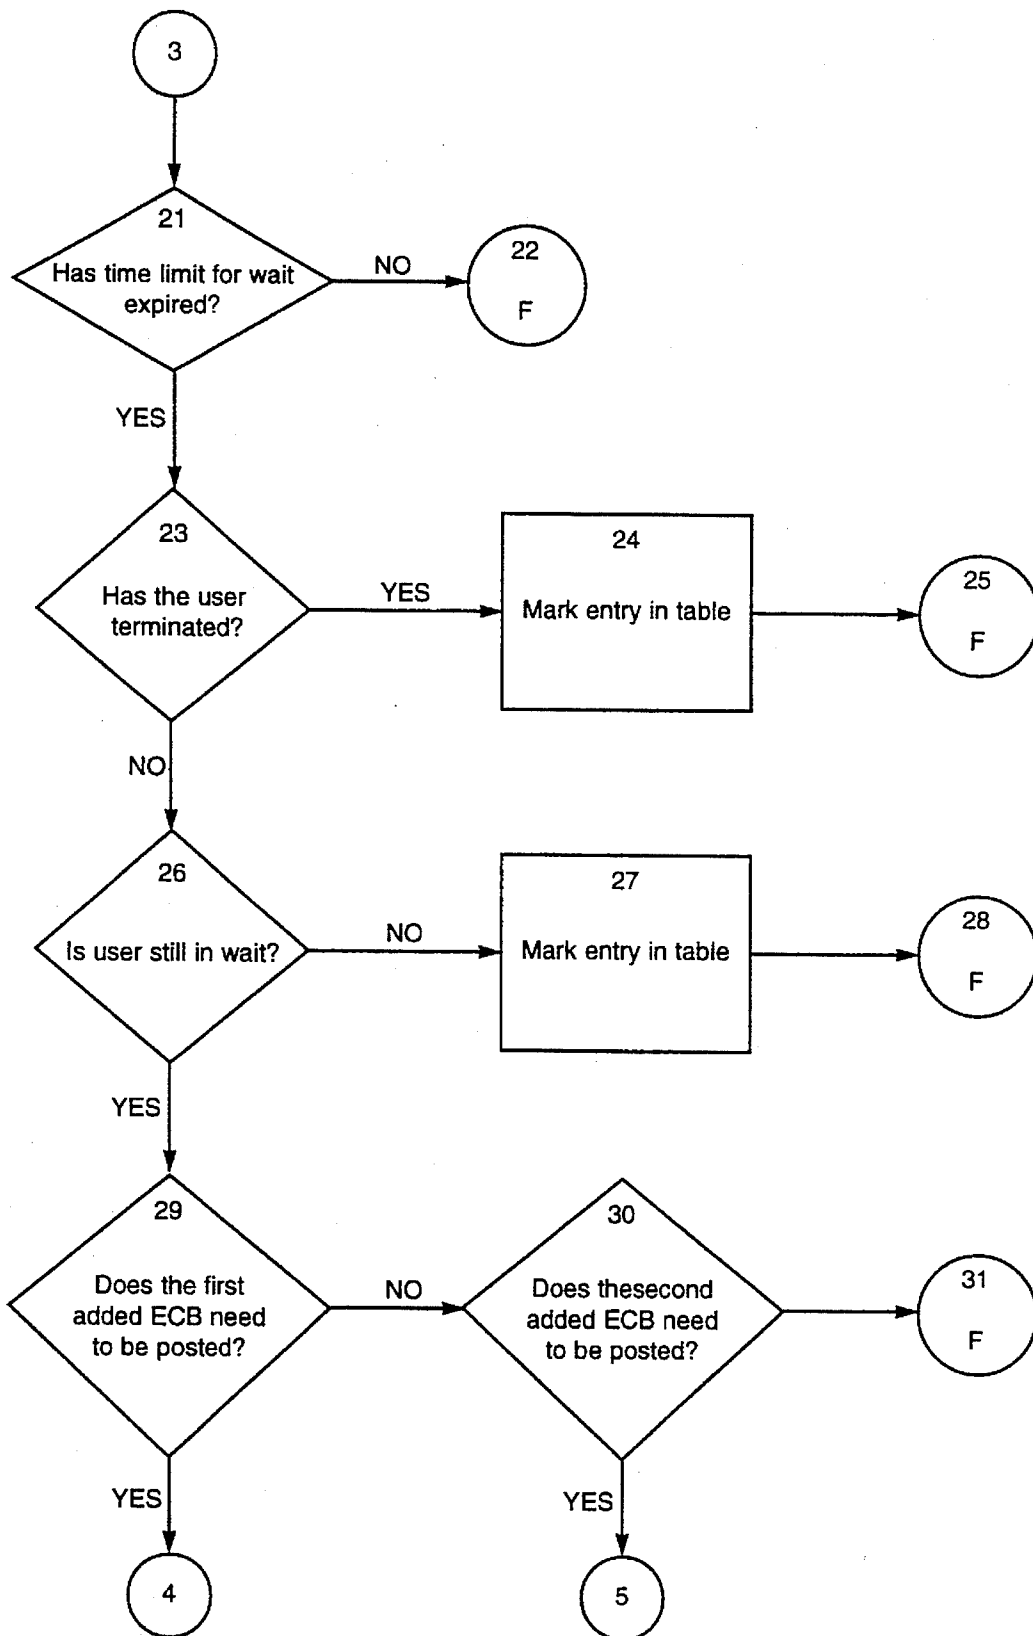 3
21
Has time limit for wait
expired?
NO
22
F
YES
23
Has the user
terminated?
YES
24
Mark entry in table
25
F
NO
26
Is user still in wait?
NO
27
Mark entry in table
28
F
YES
29
Does the first
added ECB need
to be posted?
NO
30
Does thesecond
added ECB need
to be posted?
31
F
YES
4
YES
5